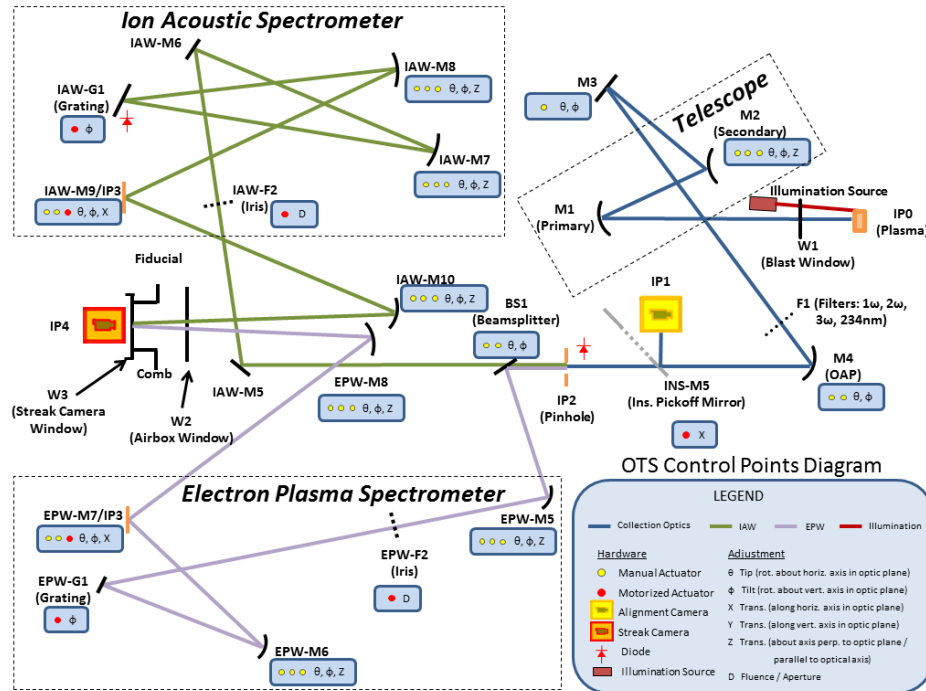 Ion Acoustic Spectrometer
IAW-M6
IAW-M8
θ, ϕ, Z
IAW-G1
(Grating)
ϕ
IAW-M7
θ, ϕ, Z
IAW-M9/IP3
θ, ϕ, X
IAW-F2
(Iris)
D
M3
θ, ϕ
Telescope
M2
(Secondary)
θ, ϕ, Z
M1
(Primary)
Illumination Source
IP0
(Plasma)
W1
(Blast Window)
Fiducial
IP4
Comb
W3
(Streak Camera
Window)
W2
(Airbox Window)
IAW-M5
IAW-M10
θ, ϕ, Z
EPW-M8
θ, ϕ, Z
BS1
(Beamsplitter)
θ, ϕ
IP1
IP2
(Pinhole)
INS-M5
(Ins. Pickoff Mirror)
X
F1 (Filters: 1ω, 2ω,
3ω, 234nm)
M4
(OAP)
θ, ϕ
Electron Plasma Spectrometer
EPW-M7/IP3
θ, ϕ, X
EPW-G1
(Grating)
ϕ
EPW-F2
(Iris)
D
EPW-M5
θ, ϕ, Z
EPW-M6
θ, ϕ, Z
OTS Control Points Diagram
LEGEND
Collection Optics
IAW
EPW
Illumination
Hardware
Manual Actuator
Motorized Actuator
Alignment Camera
Streak Camera
Diode
Illumination Source
Adjustment
θ Tip (rot. about horiz. axis in optic plane)
ϕ Tilt (rot. about vert. axis in optic plane)
X Trans. (along horiz. axis in optic plane)
Y Trans. (along vert. axis in optic plane)
Z Trans. (about axis perp. to optic plane /
parallel to optical axis)
D Fluence / Aperture